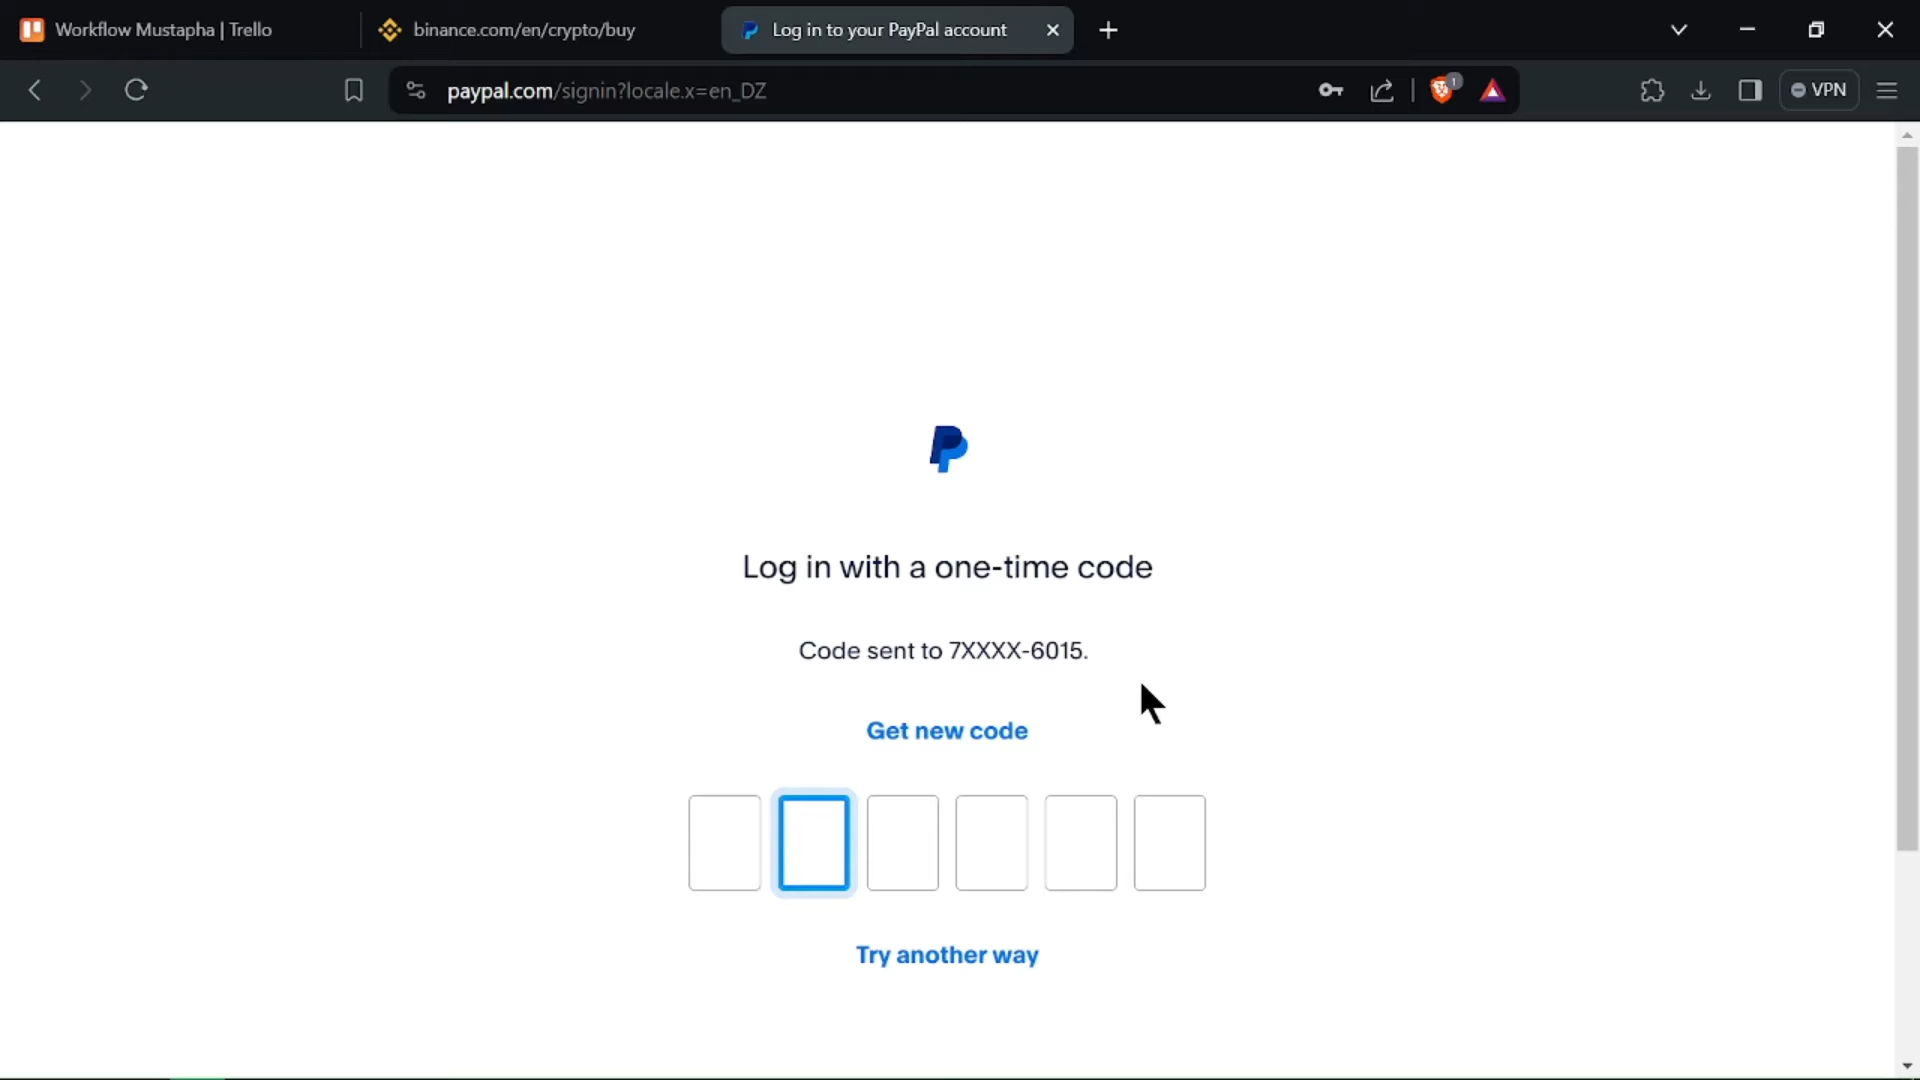 Workflow Mustapha | Trello
binance.com/en/crypto/buy
Log in to your PayPal account
paypal.com/signin?locale.x=en_DZ
1
VPN
Log in with a one-time code
Code sent to 7XXXX-6015.
Get new code
Try another way